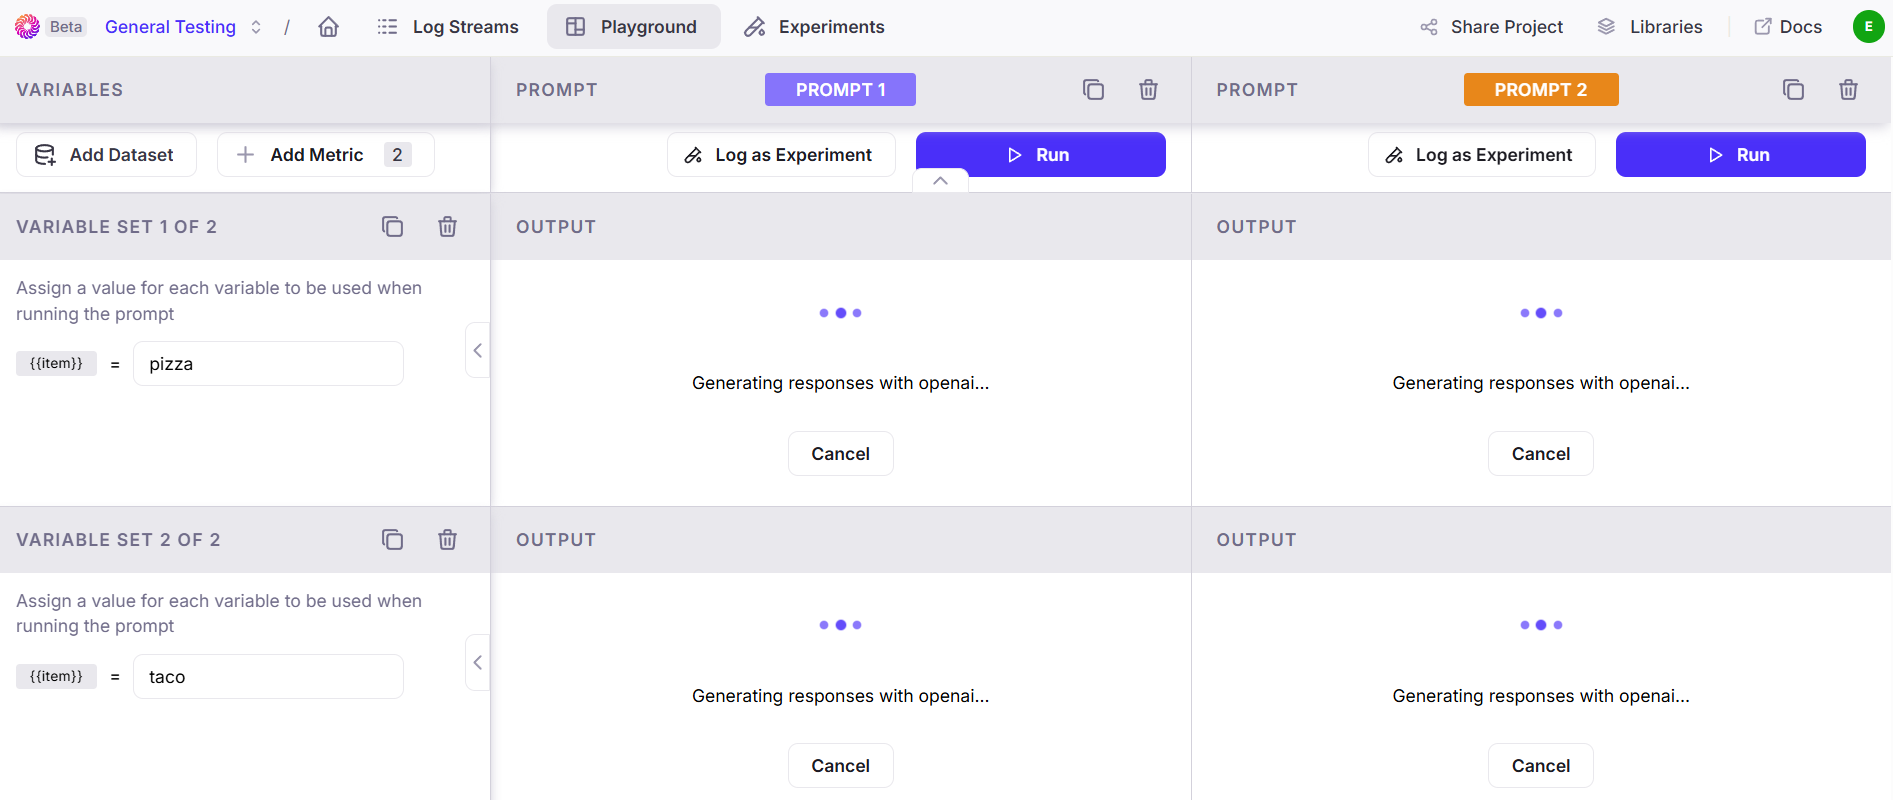 Beta General Testing / Log Streams Playground Experiments Share Project Libraries Docs E
VARIABLES
PROMPT PROMPT 1
PROMPT PROMPT 2
Add Dataset Add Metric 2
Log as Experiment Run
Log as Experiment Run
VARIABLE SET 1 OF 2
OUTPUT
OUTPUT
Assign a value for each variable to be used when
running the prompt
{{item}} = pizza
Generating responses with openai...
Cancel
Generating responses with openai...
Cancel
VARIABLE SET 2 OF 2
OUTPUT
OUTPUT
Assign a value for each variable to be used when
running the prompt
{{item}} = taco
Generating responses with openai...
Cancel
Generating responses with openai...
Cancel